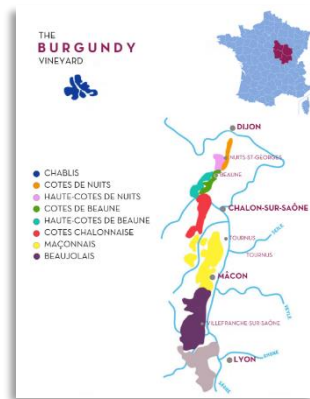 THE
BURGUNDY
VINEYARD
DIJON
NUITS-ST-GEORGES
BEAUNE
CHABLIS
COTES DE NUITS
HAUTE-COTES DE NUITS
COTES DE BEAUNE
HAUTE-COTES DE BEAUNE
COTES CHALONNAISE
MAÇONNAIS
BEAUJOLAIS
CHALON-SUR-SAÔNE
SEILLE
TOURNUS
TOURNUS
MÂCON
VILLEFRANCHE-SUR-SAÔNE
LYON